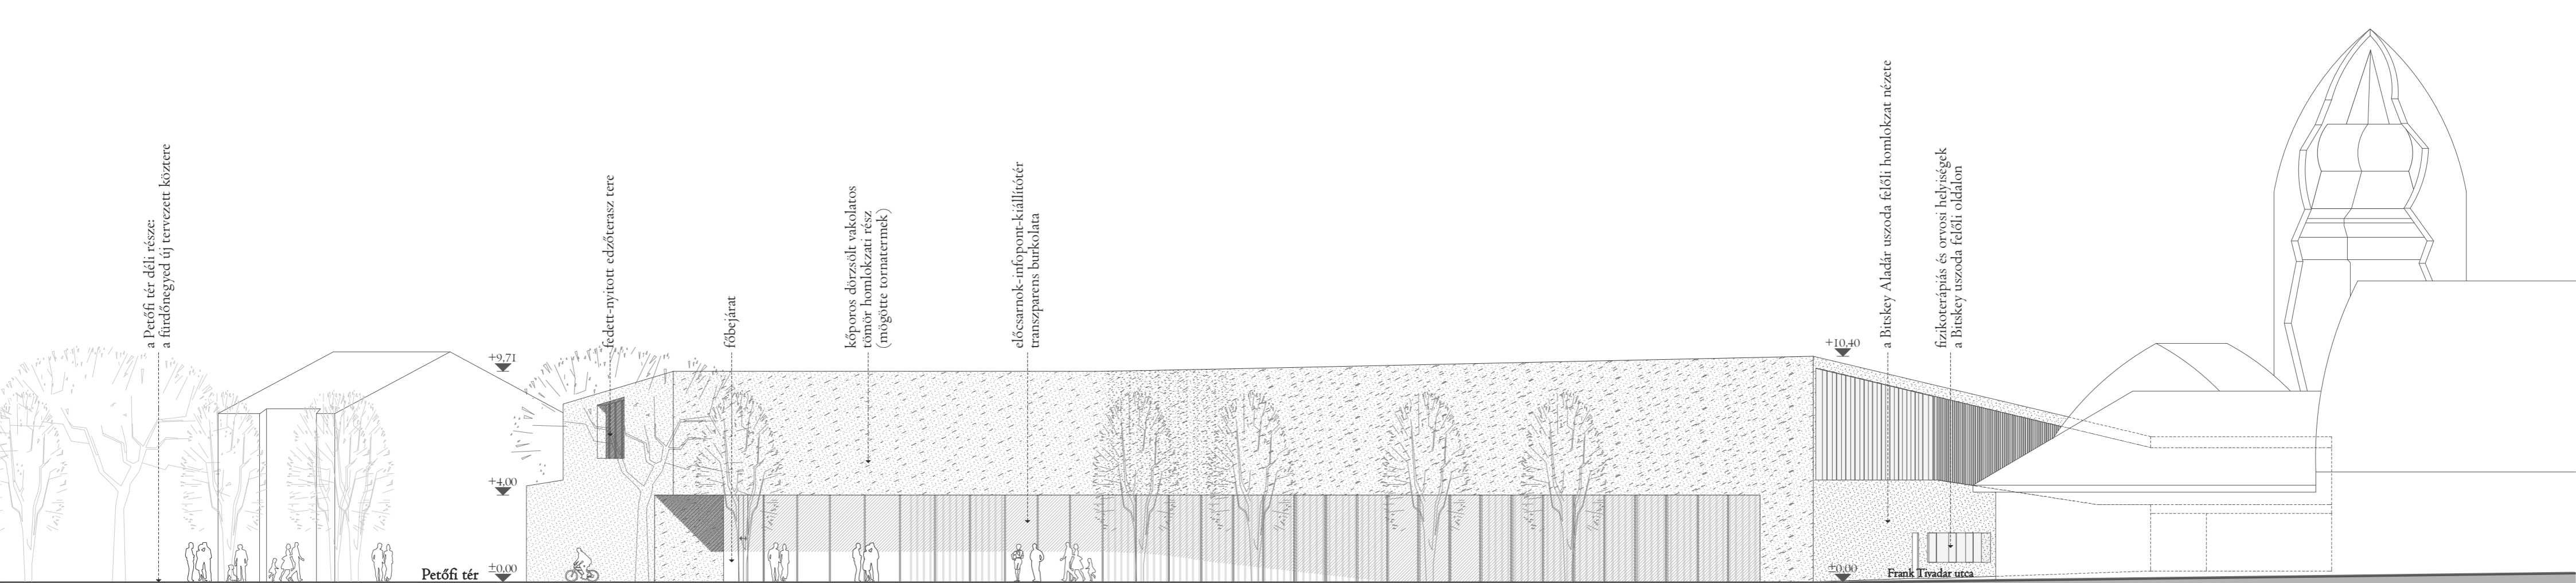 a Petőfi tér déli része:
a fürdőnegyed új tervezett köztere
fedett-nyitott edzőterasz tere
főbejárat
kőporos dörzsölt vakolatos
tömör homlokzati rész
(mögötte tornatermek)
előcsarnok-infopont-kiállítótér
transzparens burkolata
a Bitskey Aladár uszoda felőli homlokzat nézete
fizikoterápiás és orvosi helyiségek
a Bitskey uszoda felőli oldalon
+9,71
+4,00
±0,00
Petőfi tér
+10,40
±0,00
Frank Tivadar utca